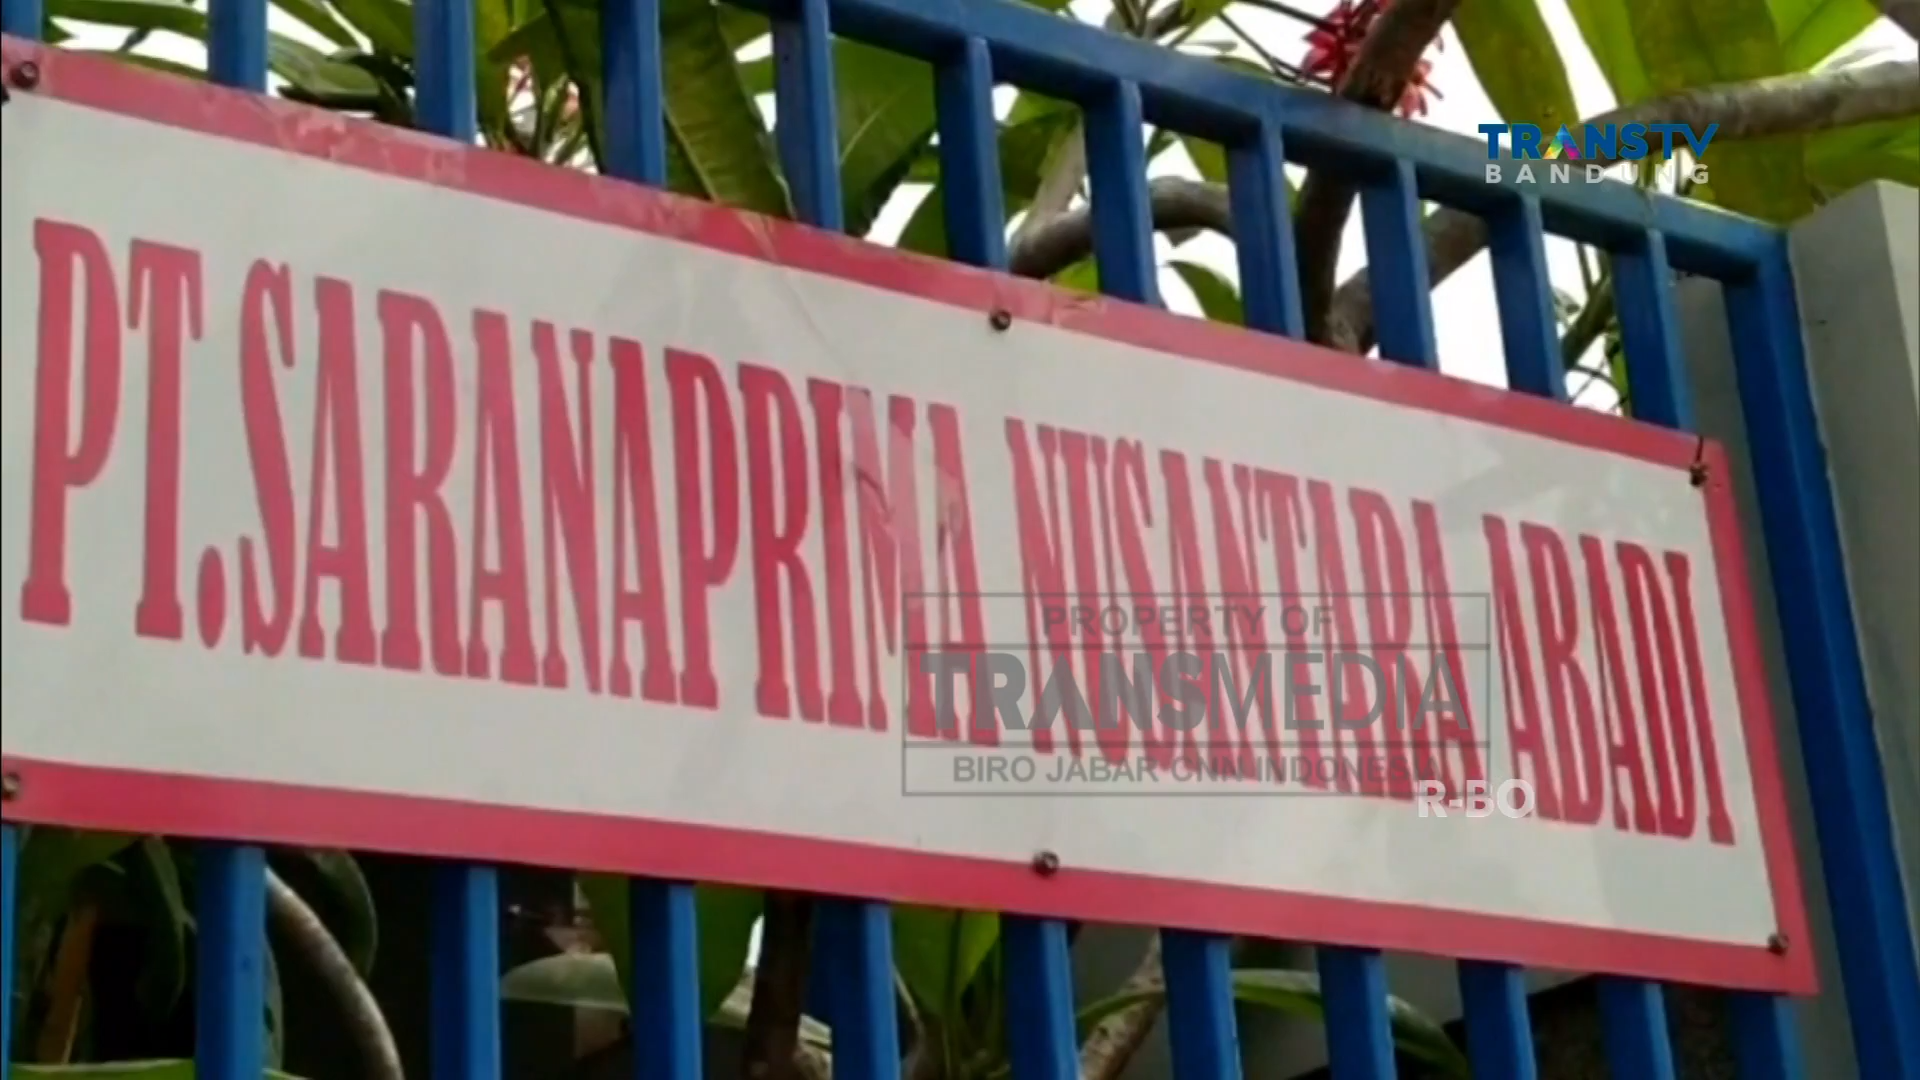 TRANSTV
BANDUNG
PT.SARANAPRIMA NUSANTARA ABADI
PROPERTY OF
TRANSMEDIA
BIRO JABAR CNN INDONESIA
R-BO